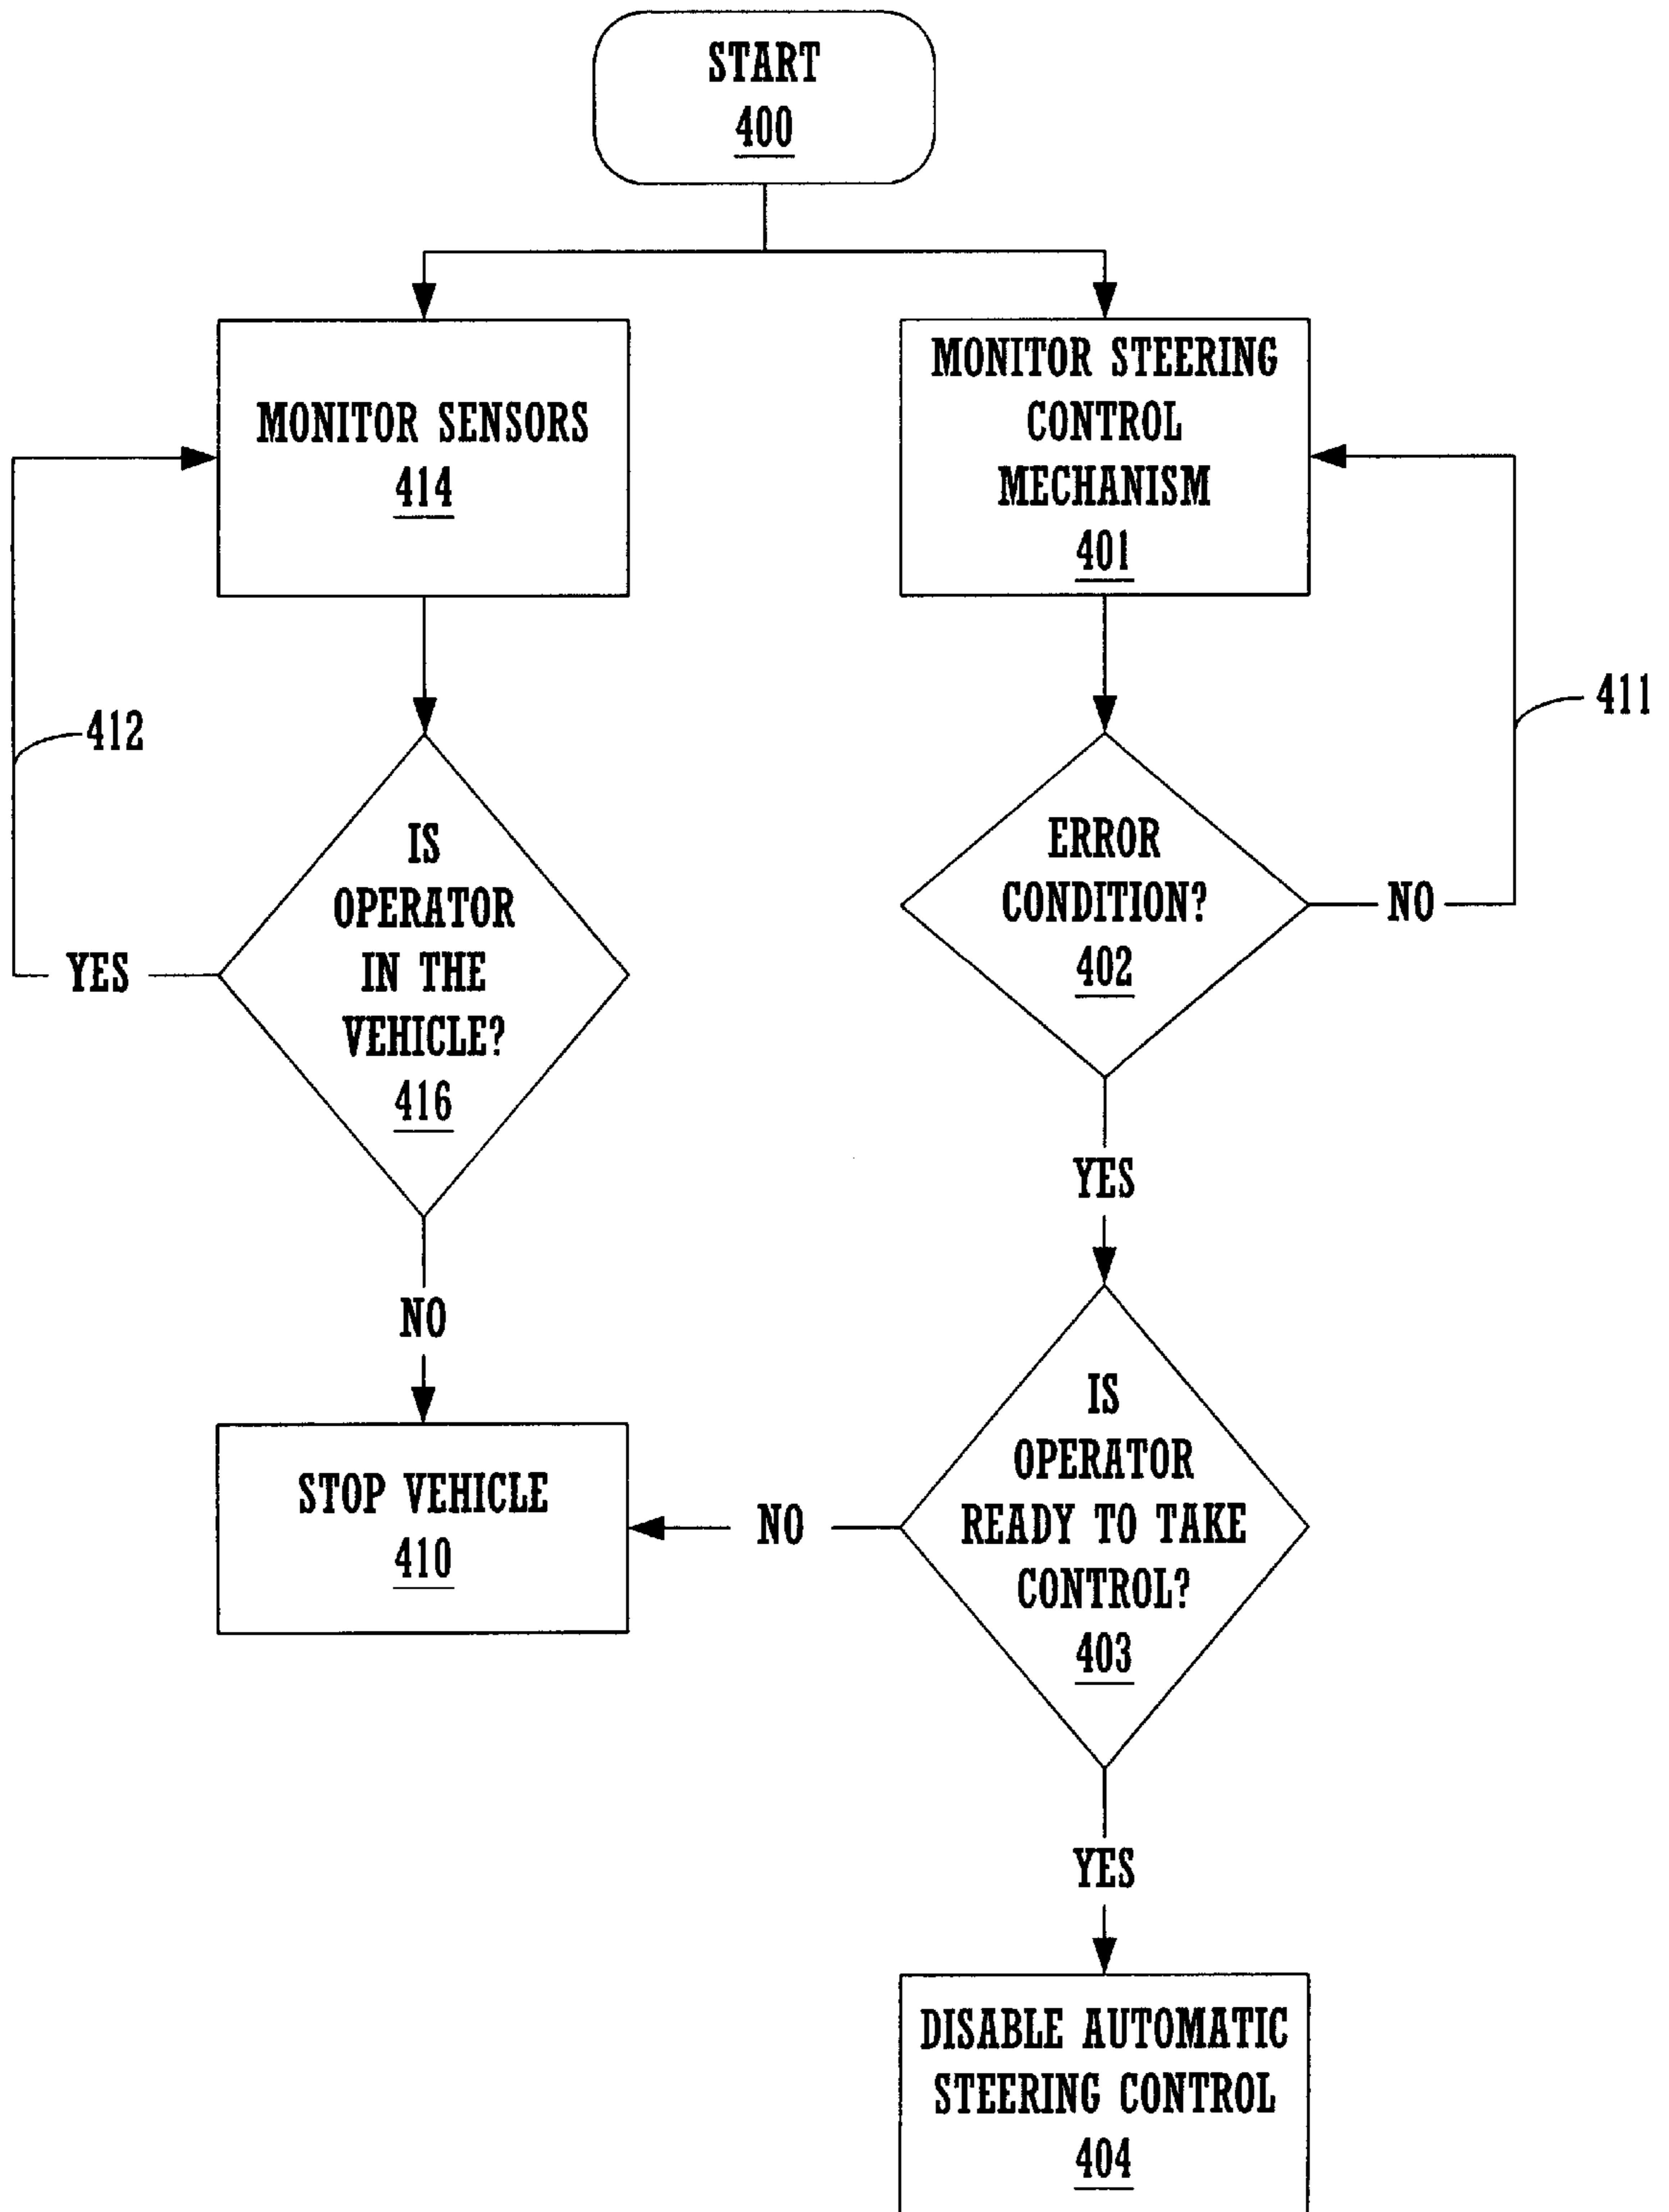 START
400
MONITOR SENSORS
414
MONITOR STEERING
CONTROL
MECHANISM
401
412
411
IS
OPERATOR
IN THE
VEHICLE?
416
YES
ERROR
CONDITION?
402
NO
YES
NO
IS
OPERATOR
READY TO TAKE
CONTROL?
403
STOP VEHICLE
410
NO
YES
DISABLE AUTOMATIC
STEERING CONTROL
404